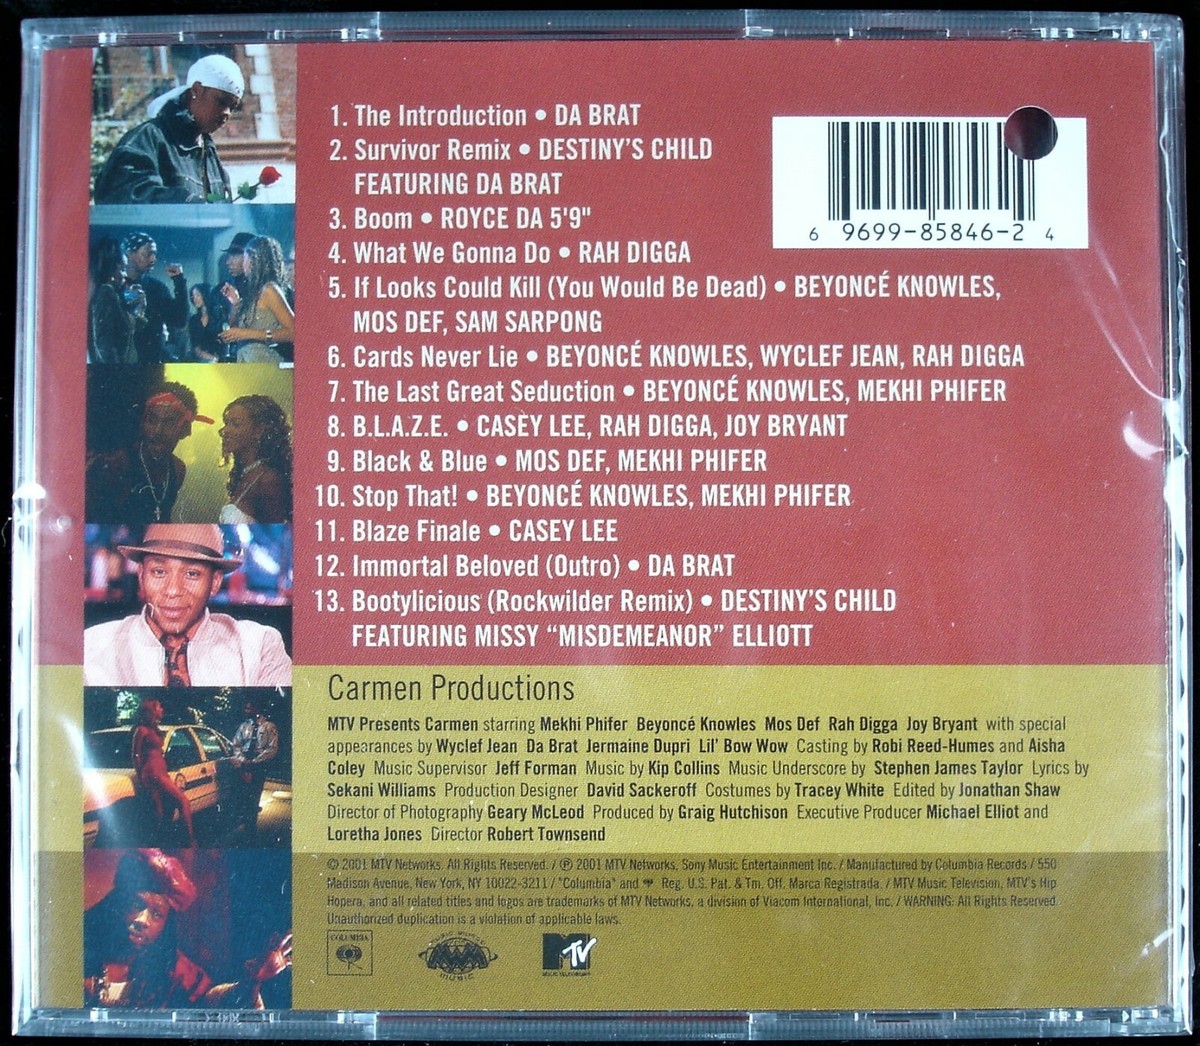 1. The Introduction • DA BRAT
2. Survivor Remix • DESTINY'S CHILD
FEATURING DA BRAT
3. Boom • ROYCE DA 5'9"
4. What We Gonna Do • RAH DIGGA
5. If Looks Could Kill (You Would Be Dead) • BEYONCÉ KNOWLES,
MOS DEF, SAM SARPONG
6. Cards Never Lie • BEYONCÉ KNOWLES, WYCLEF JEAN, RAH DIGGA
7. The Last Great Seduction • BEYONCÉ KNOWLES, MEKHI PHIFER
8. B.L.A.Z.E. • CASEY LEE, RAH DIGGA, JOY BRYANT
9. Black & Blue • MOS DEF, MEKHI PHIFER
10. Stop That! • BEYONCÉ KNOWLES, MEKHI PHIFER
11. Blaze Finale • CASEY LEE
12. Immortal Beloved (Outro) • DA BRAT
13. Bootylicious (Rockwilder Remix) • DESTINY'S CHILD
FEATURING MISSY “MISDEMEANOR” ELLIOTT
6 9699-85846-2 4
Carmen Productions
MTV Presents Carmen starring Mekhi Phifer Beyoncé Knowles Mos Def Rah Digga Joy Bryant with special
appearances by Wyclef Jean Da Brat Jermaine Dupri Lil' Bow Wow Casting by Robi Reed-Humes and Aisha
Coley Music Supervisor Jeff Forman Music by Kip Collins Music Underscore by Stephen James Taylor Lyrics by
Sekani Williams Production Designer David Sackeroff Costumes by Tracey White Edited by Jonathan Shaw
Director of Photography Geary McLeod Produced by Graig Hutchison Executive Producer Michael Elliot and
Loretha Jones Director Robert Townsend
© 2001 MTV Networks. All Rights Reserved. / ℗ 2001 MTV Networks, Sony Music Entertainment Inc. / Manufactured by Columbia Records / 550
Madison Avenue, New York, NY 10022-3211 / "Columbia" and Reg. U.S. Pat. & Tm. Off. Marca Registrada. / MTV Music Television, MTV's Hip
Hopera, and all related titles and logos are trademarks of MTV Networks, a division of Viacom International, Inc. / WARNING: All Rights Reserved.
Unauthorized duplication is a violation of applicable laws.
COLUMBIA
MUSIC
MTV
MUSIC TELEVISION